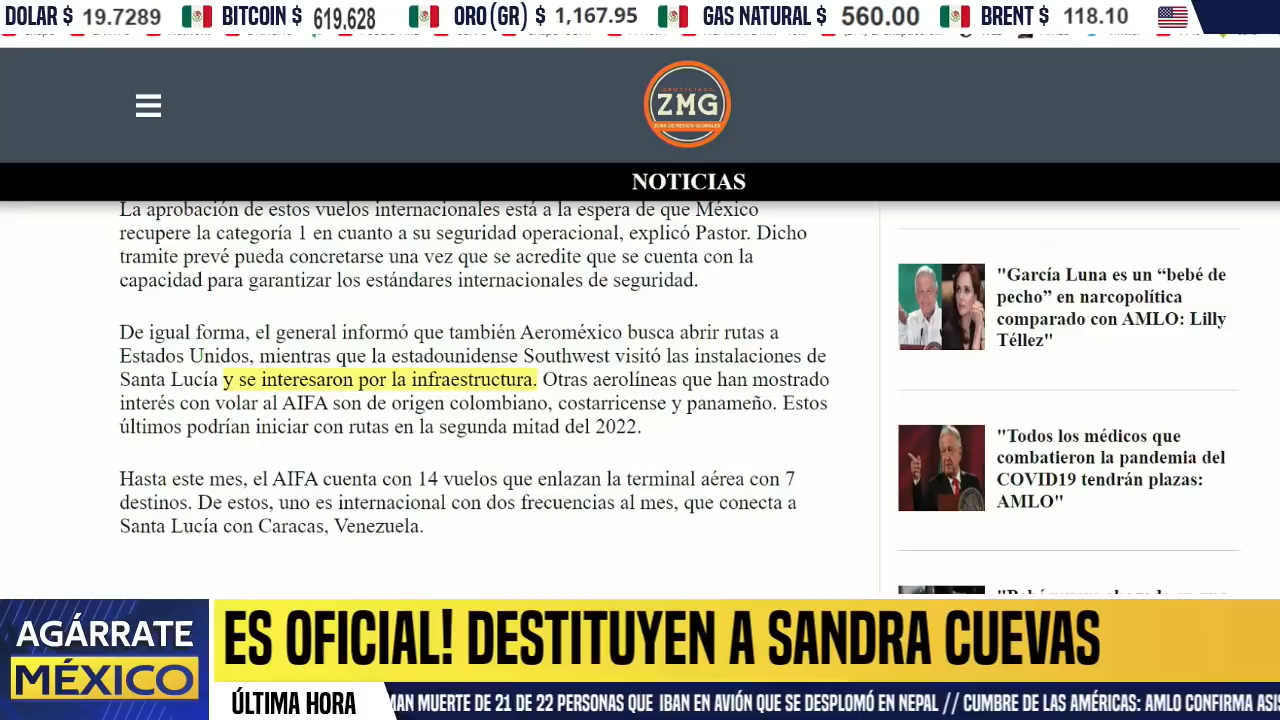 DOLAR $ 19.7289 BITCOIN $ 619.628 ORO(GR) $ 1,167.95 GAS NATURAL $ 560.00 BRENT $ 118.10
NOTICIAS
ZMG
ZONA DE MEDIOS GLOBALES
NOTICIAS
La aprobación de estos vuelos internacionales está a la espera de que México
recupere la categoría 1 en cuanto a su seguridad operacional, explicó Pastor. Dicho
tramite prevé pueda concretarse una vez que se acredite que se cuenta con la
capacidad para garantizar los estándares internacionales de seguridad.
De igual forma, el general informó que también Aeroméxico busca abrir rutas a
Estados Unidos, mientras que la estadounidense Southwest visitó las instalaciones de
Santa Lucía y se interesaron por la infraestructura. Otras aerolíneas que han mostrado
interés con volar al AIFA son de origen colombiano, costarricense y panameño. Estos
últimos podrían iniciar con rutas en la segunda mitad del 2022.
Hasta este mes, el AIFA cuenta con 14 vuelos que enlazan la terminal aérea con 7
destinos. De estos, uno es internacional con dos frecuencias al mes, que conecta a
Santa Lucía con Caracas, Venezuela.
"García Luna es un “bebé de
pecho” en narcopolítica
comparado con AMLO: Lilly
Téllez"
"Todos los médicos que
combatieron la pandemia del
COVID19 tendrán plazas:
AMLO"
AGÁRRATE
MÉXICO
ES OFICIAL! DESTITUYEN A SANDRA CUEVAS
ÚLTIMA HORA
MAN MUERTE DE 21 DE 22 PERSONAS QUE IBAN EN AVIÓN QUE SE DESPLOMÓ EN NEPAL // CUMBRE DE LAS AMÉRICAS: AMLO CONFIRMA ASIS